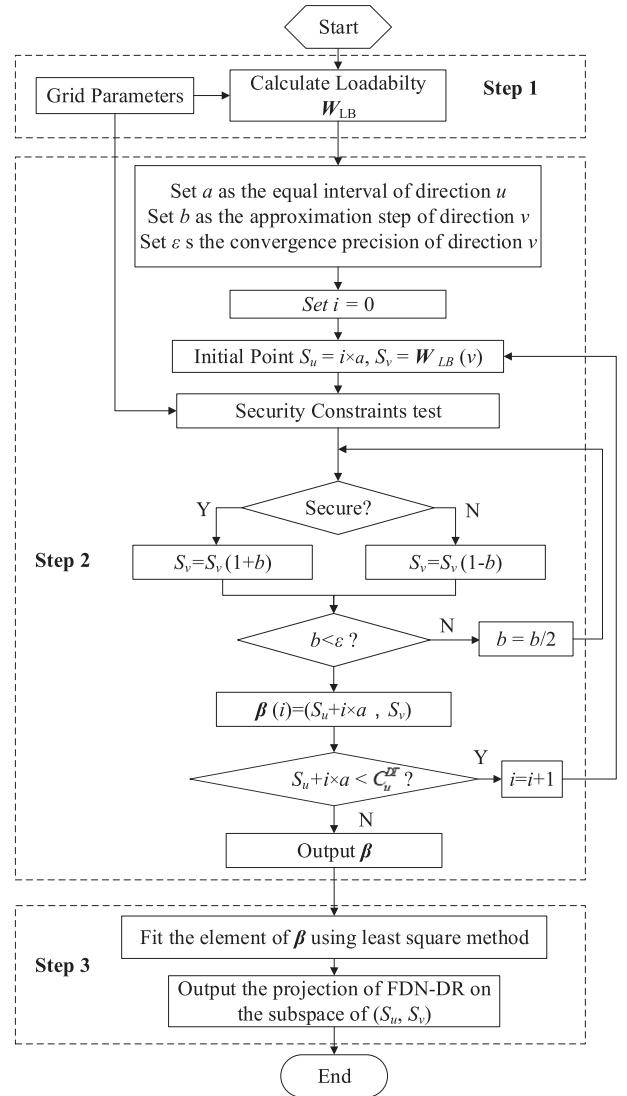 Start
Step 1
Grid Parameters
Calculate Loadabilty
W_LB
Set a as the equal interval of direction u
Set b as the approximation step of direction v
Set ε s the convergence precision of direction v
Set i = 0
Initial Point S_u = i×a, S_v = W_LB (v)
Security Constraints test
Secure?
Y
N
Step 2
S_v=S_v(1+b)
S_v=S_v(1-b)
b<ε ?
N
b = b/2
β (i)=(S_u+i×a , S_v)
S_u+i×a < C_u^DT ?
Y
i=i+1
N
Output β
Step 3
Fit the element of β using least square method
Output the projection of FDN-DR on
the subspace of (S_u, S_v)
End